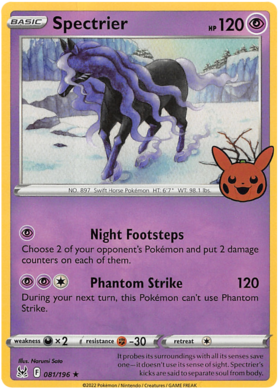 BASIC
Spectrier HP 120
NO. 897 Swift Horse Pokémon HT: 6'7" WT: 98.1 lbs.
Night Footsteps
Choose 2 of your opponent's Pokémon and put 2 damage
counters on each of them.
Phantom Strike 120
During your next turn, this Pokémon can't use Phantom
Strike.
weakness ×2 resistance -30 retreat
Illus. Narumi Sato
F 081/196 ★
It probes its surroundings with all its senses save
one—it doesn't use its sense of sight. Spectrier's
kicks are said to separate soul from body.
©2022 Pokémon / Nintendo / Creatures / GAME FREAK